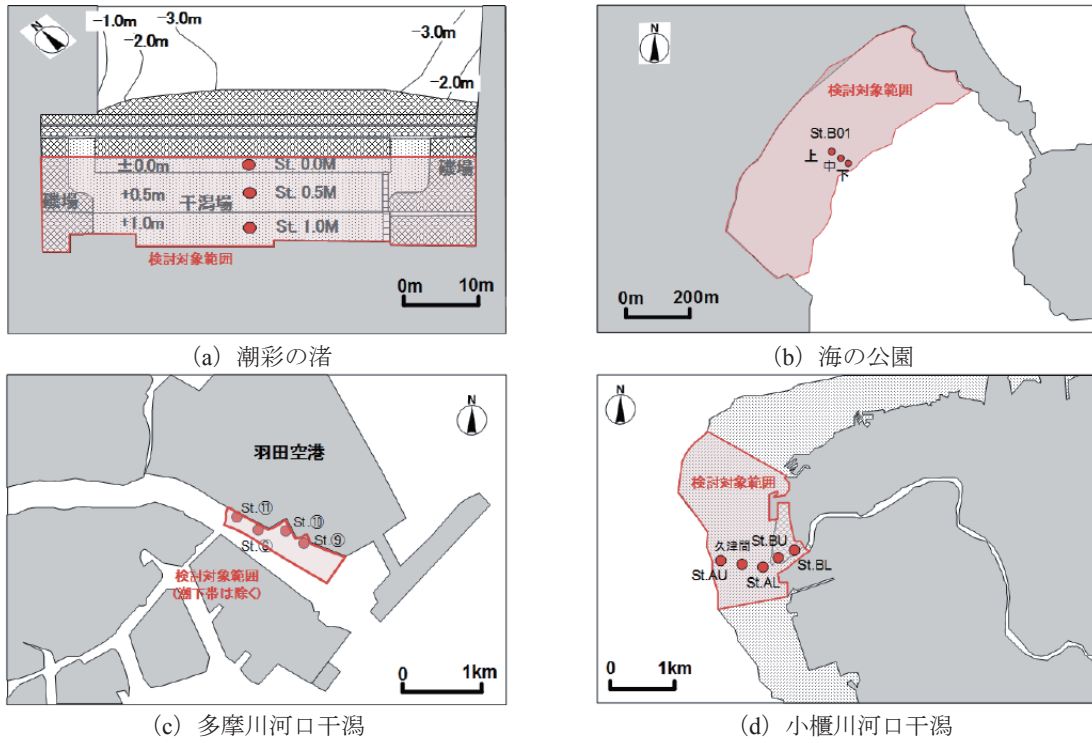 N
-1.0m
-3.0m
-2.0m
-3.0m
-2.0m
±0.0m
St. 0.0M
磯場
磯場
+0.5m
干潟場
St. 0.5M
+1.0m
St. 1.0M
検討対象範囲
0m 10m
(a) 潮彩の渚
N
検討対象範囲
St.B01
上
中
下
0m 200m
(b) 海の公園
N
羽田空港
St.⑪
St.⑩
St.⑨
検討対象範囲
(潮下帯は除く)
0 1km
(c) 多摩川河口干潟
N
検討対象範囲
久津間
St.BU
St.BL
St.AU
St.AL
0 1km
(d) 小櫃川河口干潟